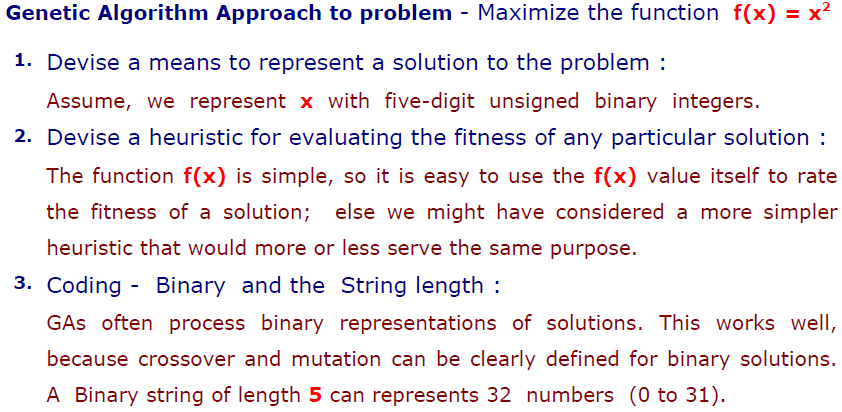 Genetic Algorithm Approach to problem - Maximize the function f(x) = x²
1. Devise a means to represent a solution to the problem :
Assume, we represent x with five-digit unsigned binary integers.
2. Devise a heuristic for evaluating the fitness of any particular solution :
The function f(x) is simple, so it is easy to use the f(x) value itself to rate
the fitness of a solution; else we might have considered a more simpler
heuristic that would more or less serve the same purpose.
3. Coding - Binary and the String length :
GAs often process binary representations of solutions. This works well,
because crossover and mutation can be clearly defined for binary solutions.
A Binary string of length 5 can represents 32 numbers (0 to 31).